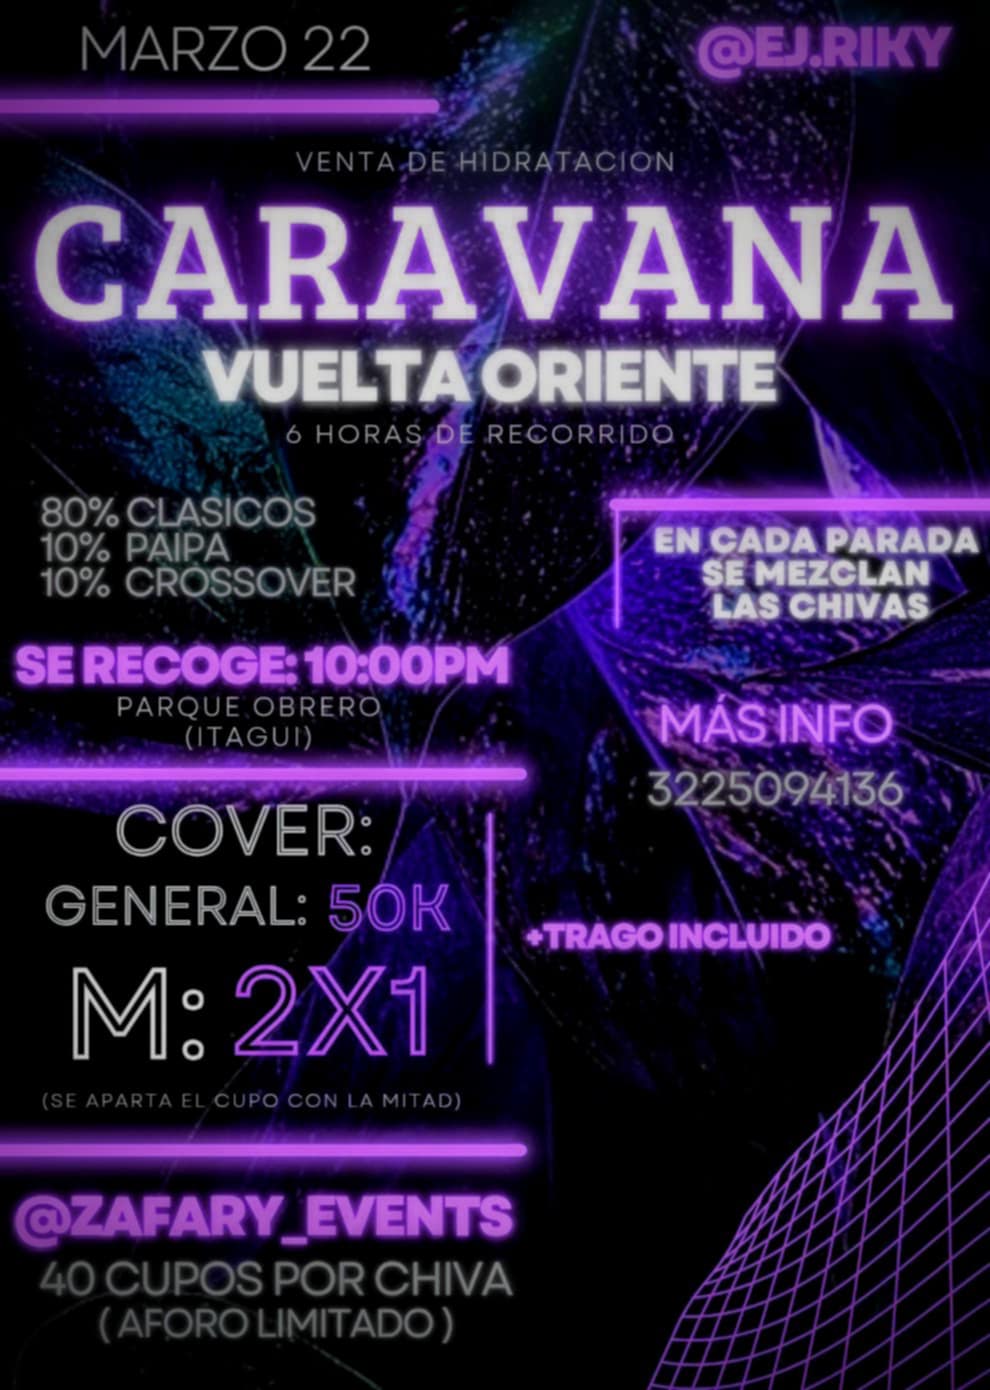 MARZO 22
@EJ.RIKY
VENTA DE HIDRATACION
CARAVANA
VUELTA ORIENTE
6 HORAS DE RECORRIDO
80% CLASICOS
10% PAIPA
10% CROSSOVER
EN CADA PARADA
SE MEZCLAN
LAS CHIVAS
SE RECOGE: 10:00PM
PARQUE OBRERO
(ITAGUI)
MÁS INFO
3225094136
COVER:
GENERAL: 50K
+TRAGO INCLUIDO
M: 2X1
(SE APARTA EL CUPO CON LA MITAD)
@ZAFARY_EVENTS
40 CUPOS POR CHIVA
( AFORO LIMITADO )